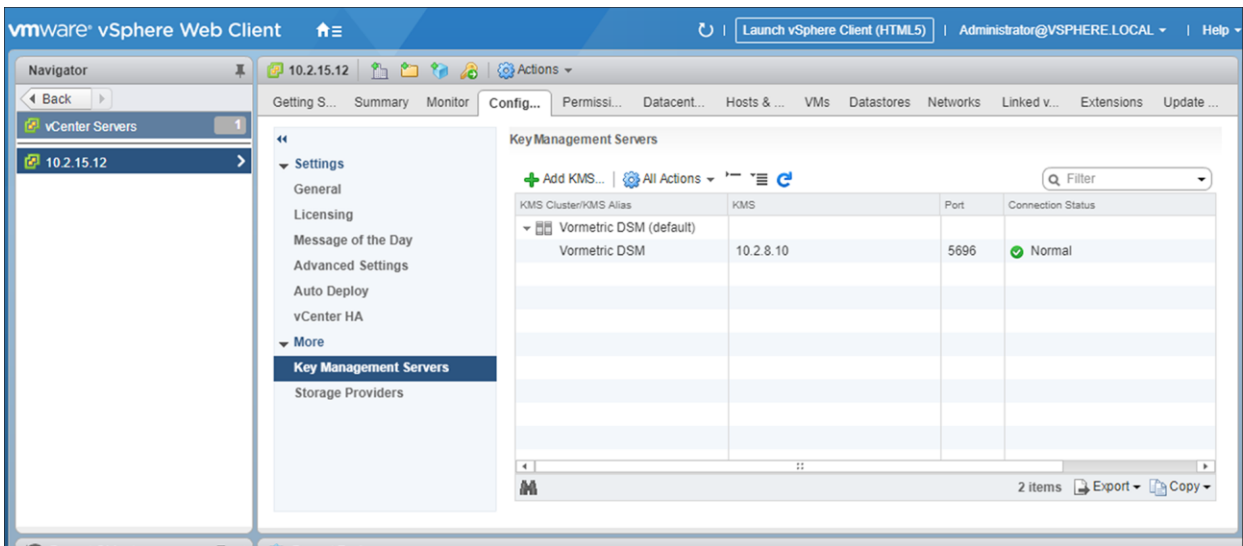 vmware® vSphere Web Client
Launch vSphere Client (HTML5) | Administrator@VSPHERE.LOCAL | Help
Navigator
Back
vCenter Servers 1
10.2.15.12
10.2.15.12 Actions
Getting S... Summary Monitor Config... Permissi... Datacent... Hosts & ... VMs Datastores Networks Linked v... Extensions Update ...
Settings
General
Licensing
Message of the Day
Advanced Settings
Auto Deploy
vCenter HA
More
Key Management Servers
Storage Providers
Key Management Servers
Add KMS... | All Actions Filter
KMS Cluster/KMS Alias KMS Port Connection Status
Vormetric DSM (default)
Vormetric DSM 10.2.8.10 5696 Normal
2 items Export Copy